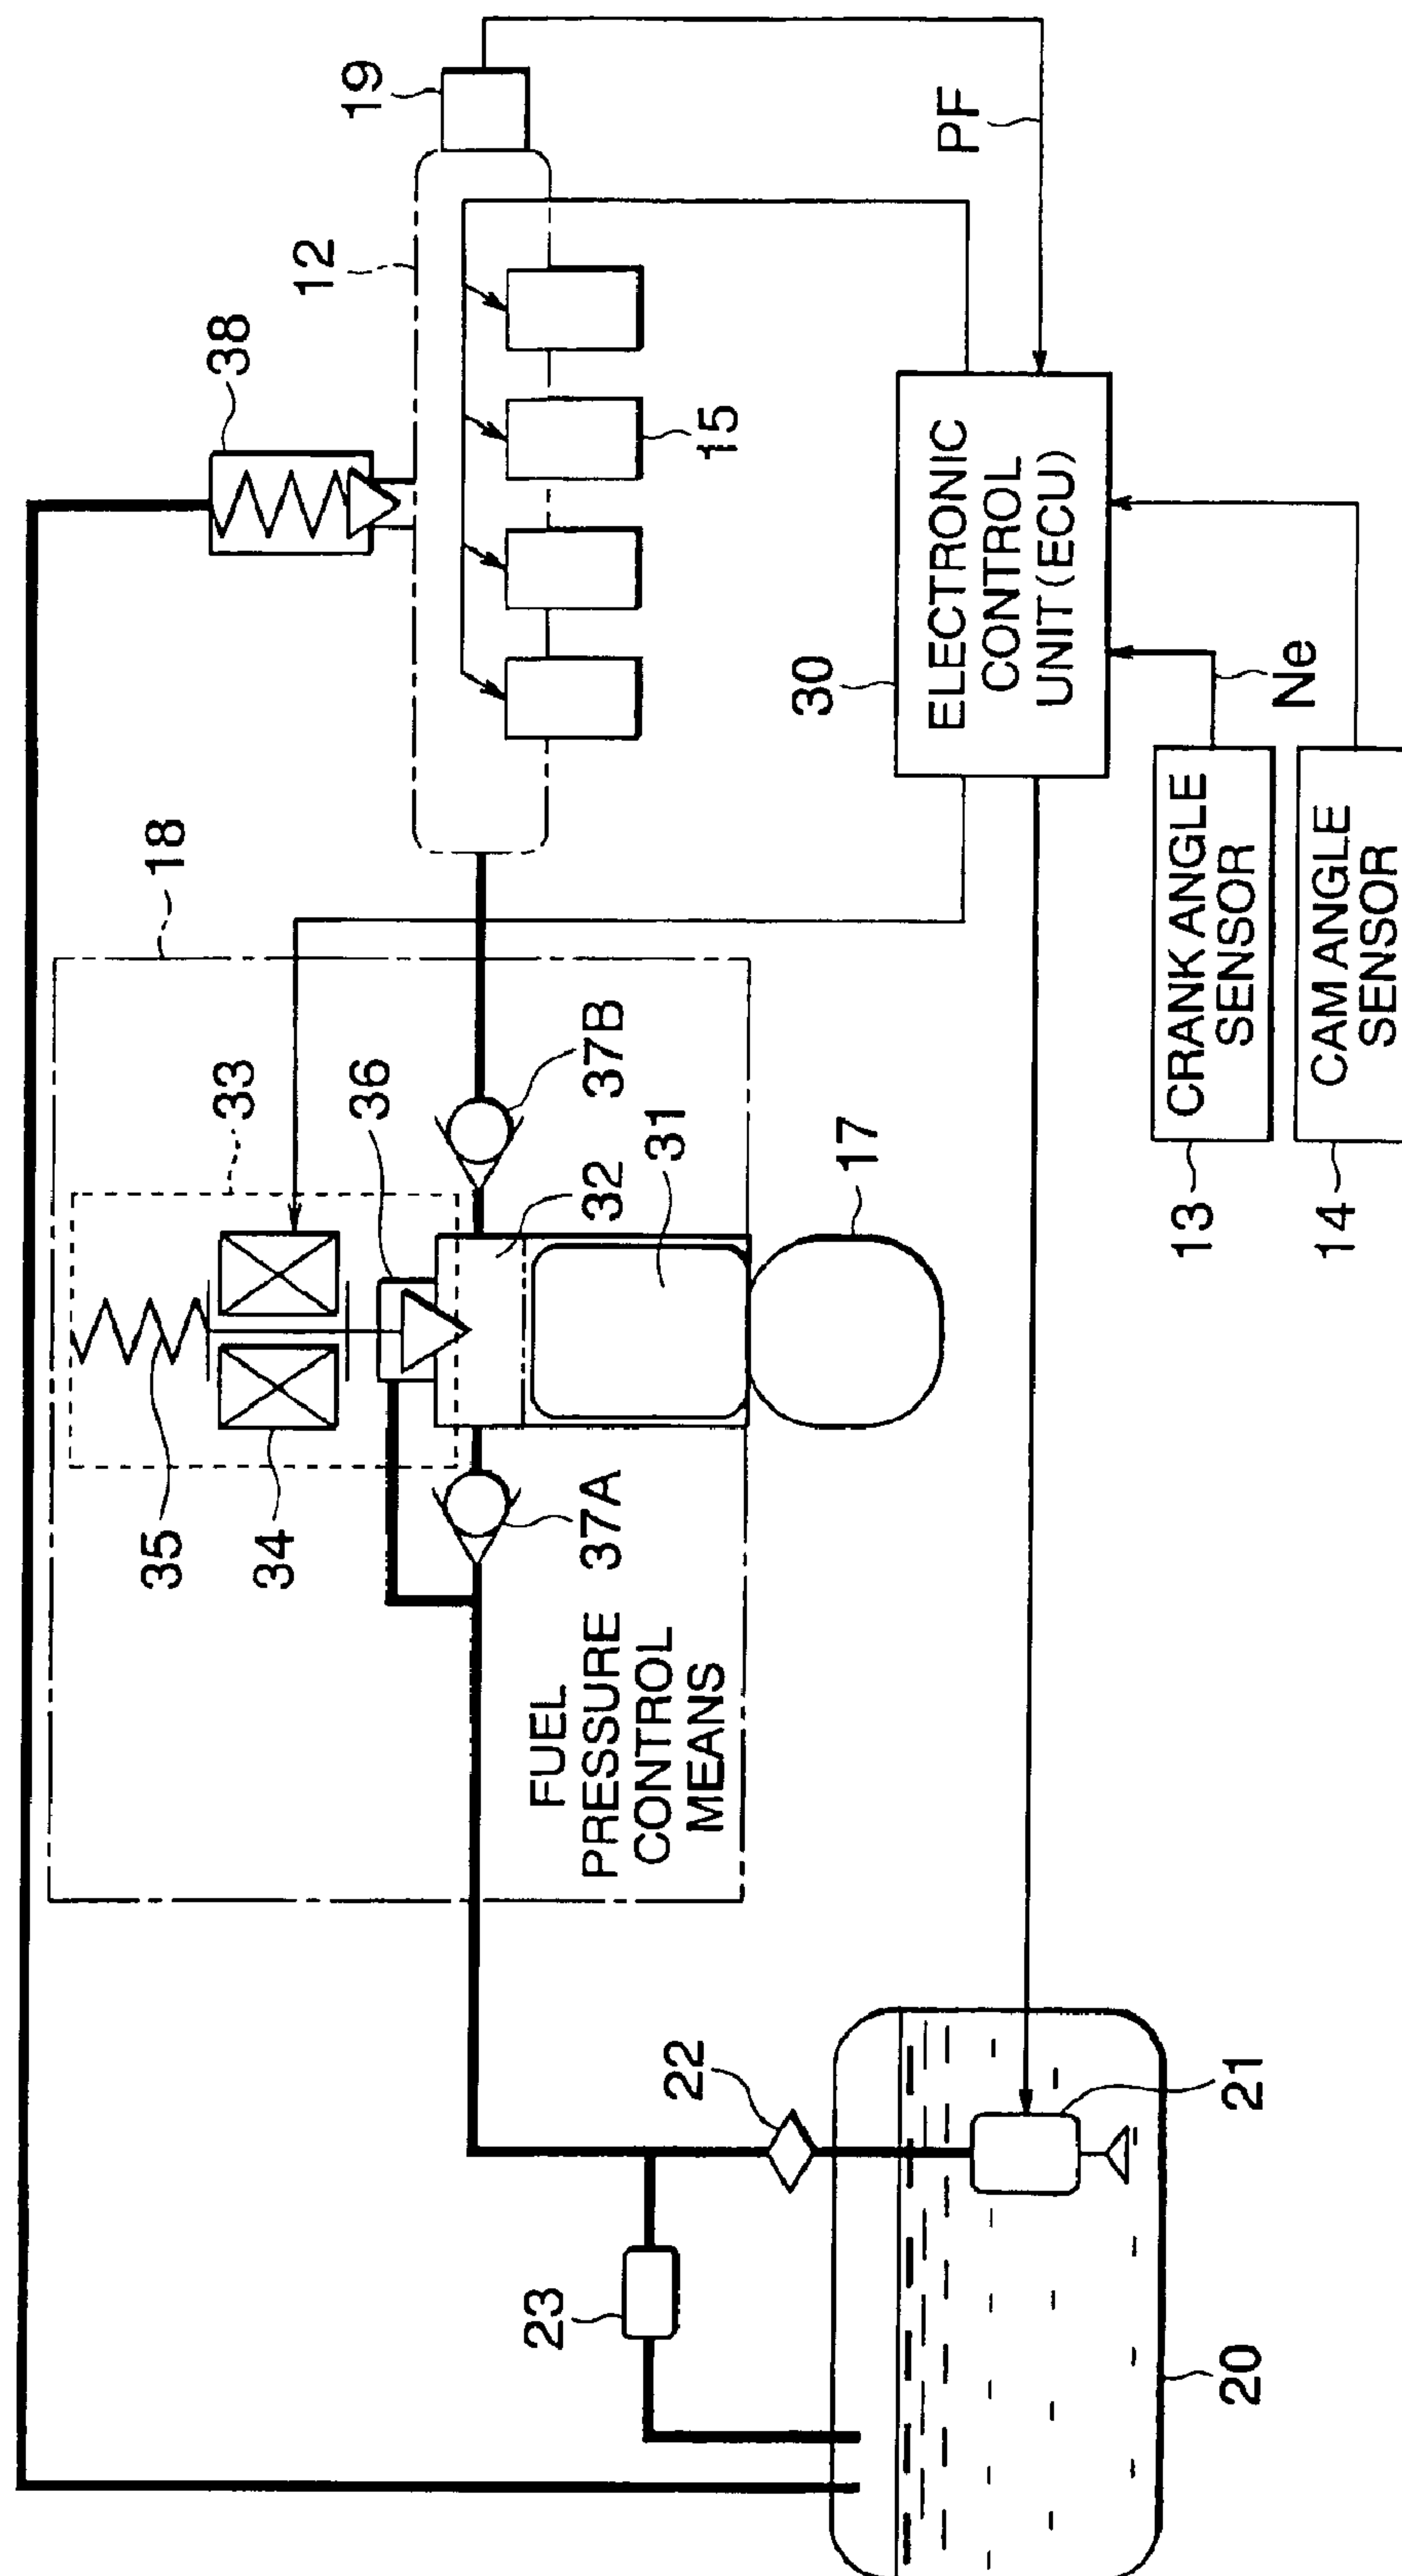 18
33
35
34
36
37B
32
31
37A
17
FUEL
PRESSURE
CONTROL
MEANS
38
12
19
15
PF
30
ELECTRONIC
CONTROL
UNIT(ECU)
Ne
13
CRANK ANGLE
SENSOR
14
CAM ANGLE
SENSOR
22
23
21
20